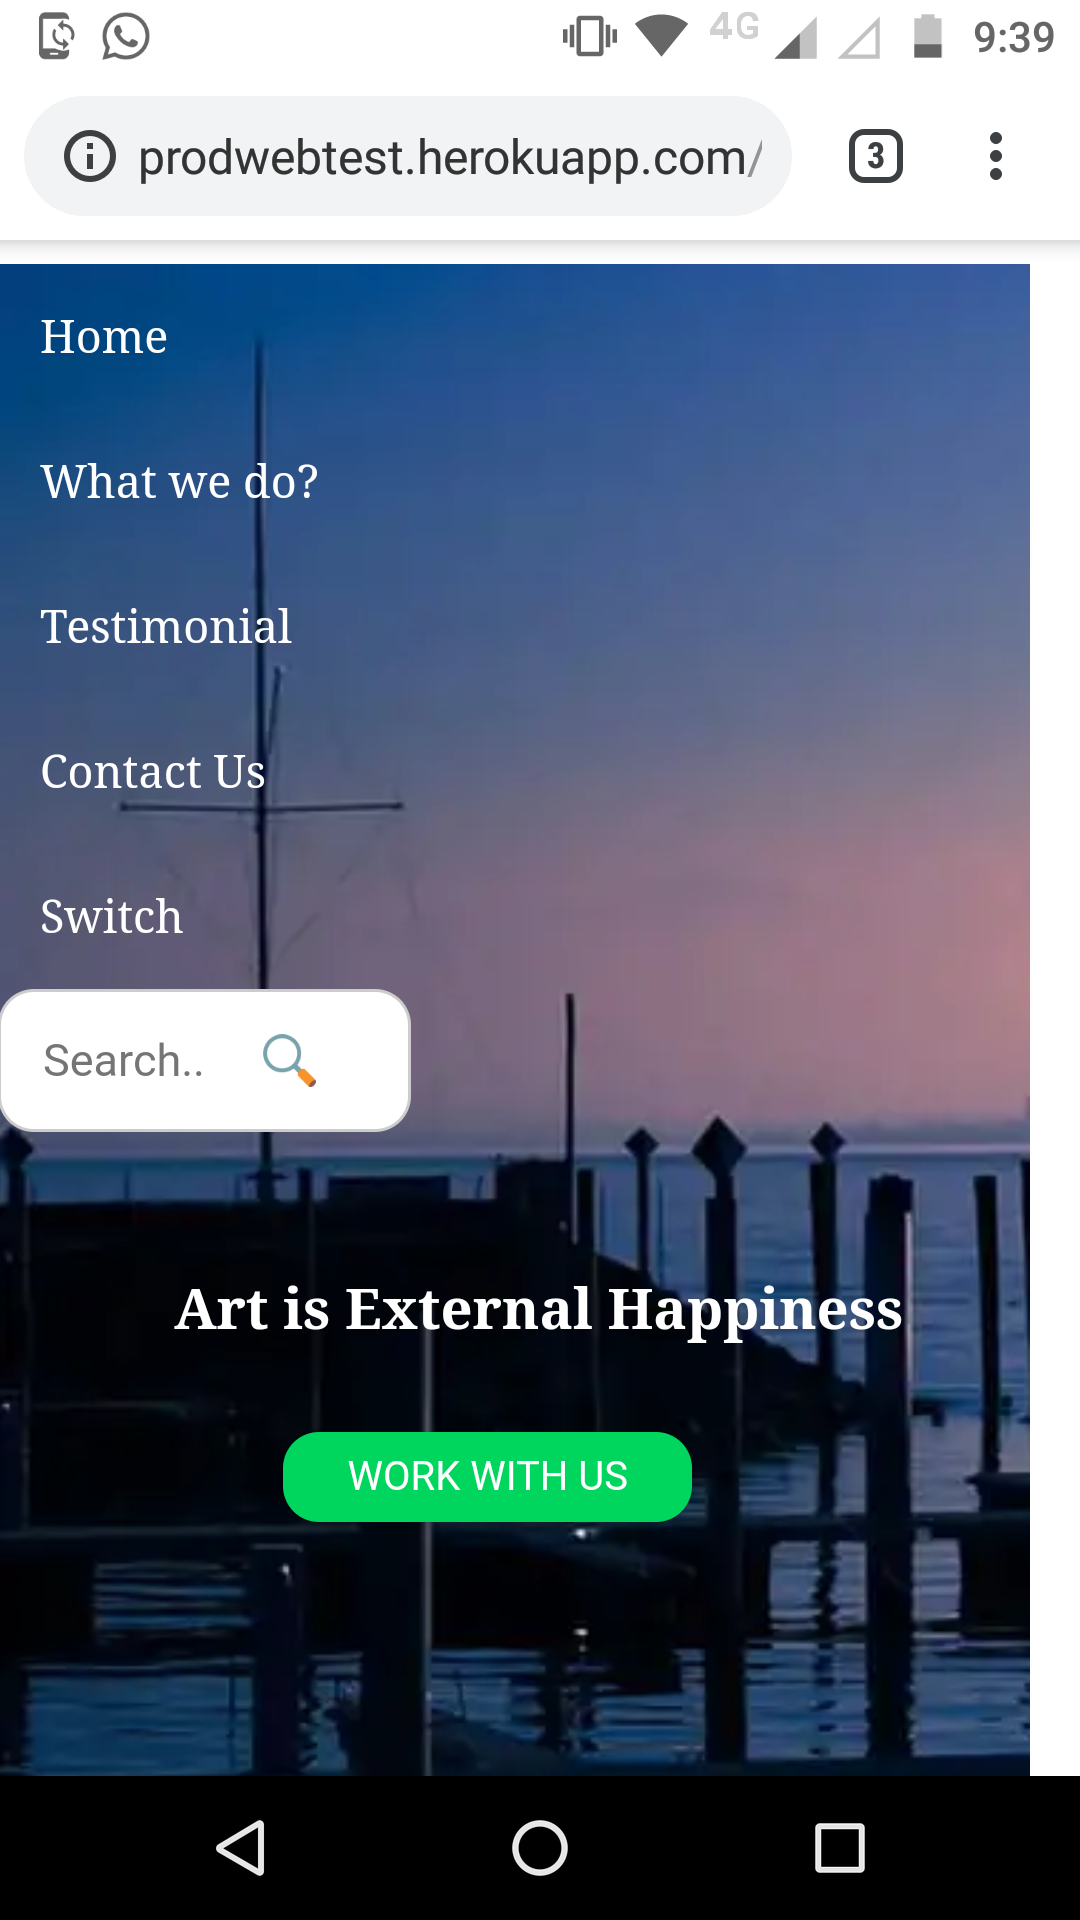 4G 9:39
prodwebtest.herokuapp.com/
3
Home
What we do?
Testimonial
Contact Us
Switch
Search..
Art is External Happiness
WORK WITH US